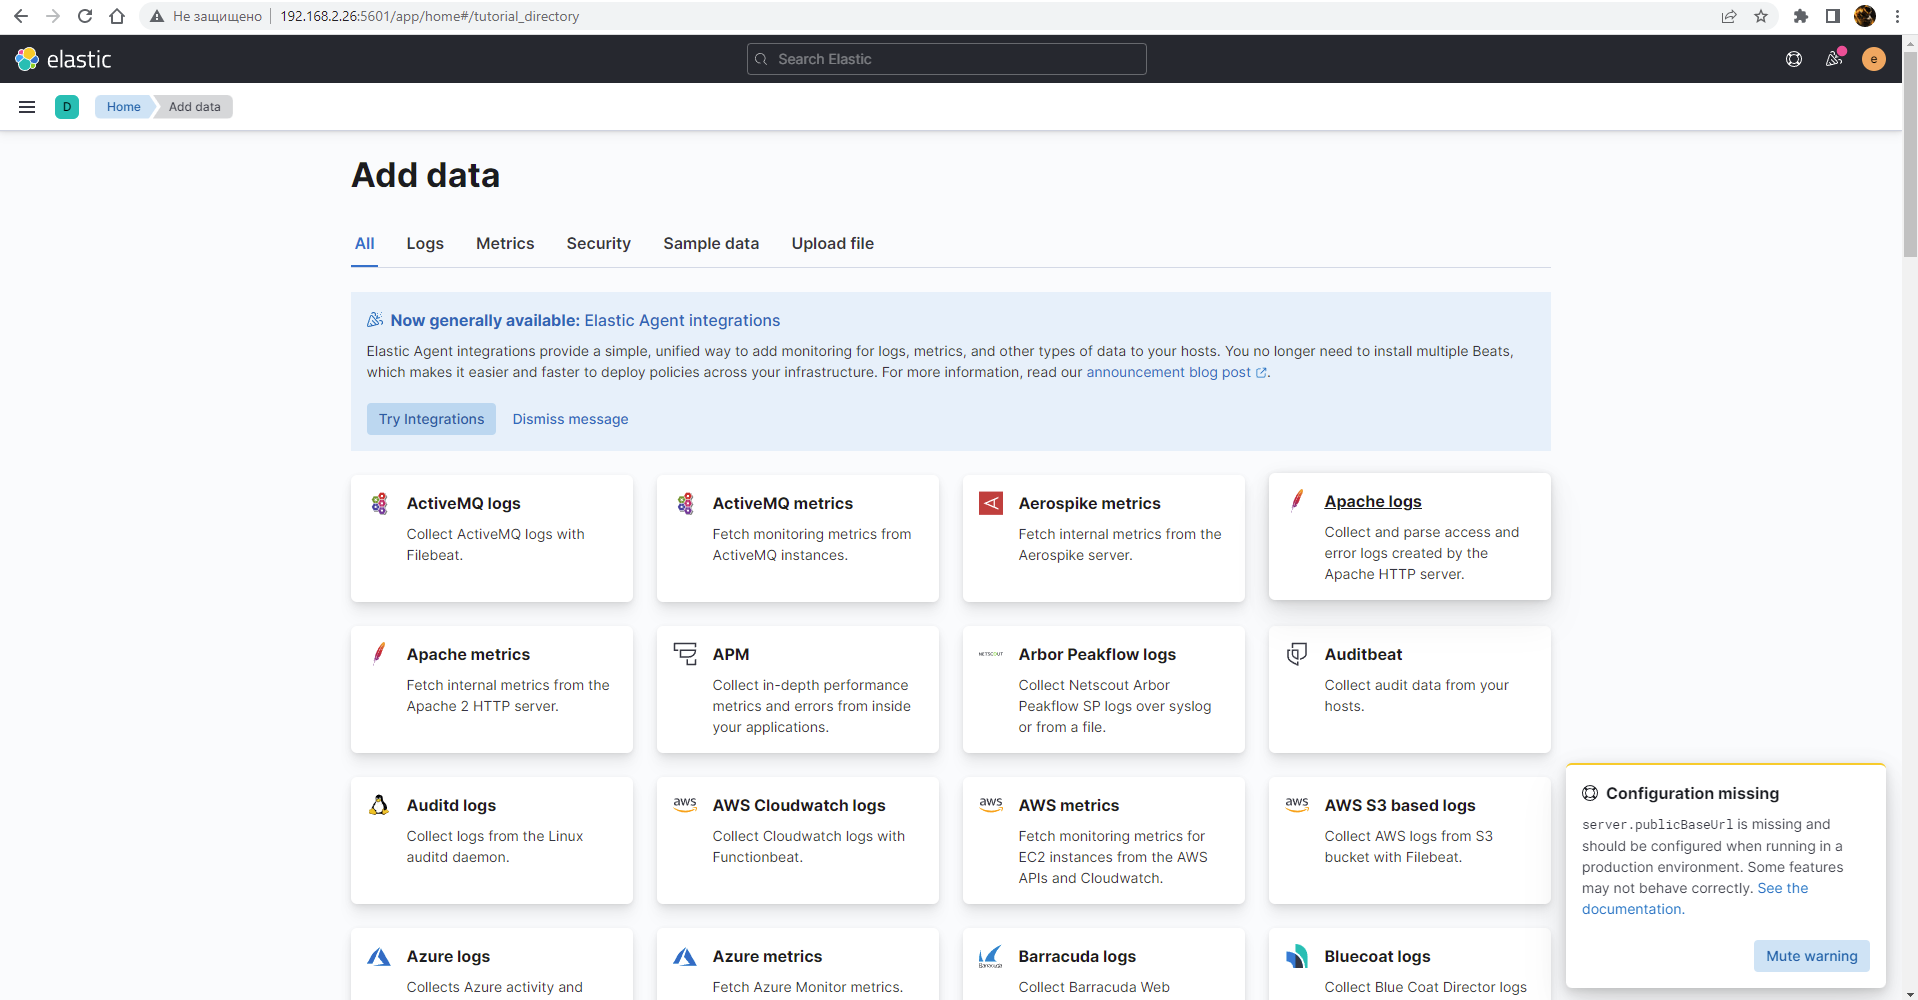 Не защищено
192.168.2.26:5601/app/home#/tutorial_directory
elastic
Search Elastic
e
D
Home
Add data
Add data
All
Logs
Metrics
Security
Sample data
Upload file
Now generally available: Elastic Agent integrations
Elastic Agent integrations provide a simple, unified way to add monitoring for logs, metrics, and other types of data to your hosts. You no longer need to install multiple Beats,
which makes it easier and faster to deploy policies across your infrastructure. For more information, read our announcement blog post.
Try Integrations
Dismiss message
ActiveMQ logs
Collect ActiveMQ logs with
Filebeat.
ActiveMQ metrics
Fetch monitoring metrics from
ActiveMQ instances.
Aerospike metrics
Fetch internal metrics from the
Aerospike server.
Apache logs
Collect and parse access and
error logs created by the
Apache HTTP server.
Apache metrics
Fetch internal metrics from the
Apache 2 HTTP server.
APM
Collect in-depth performance
metrics and errors from inside
your applications.
NETSCOUT
Arbor Peakflow logs
Collect Netscout Arbor
Peakflow SP logs over syslog
or from a file.
Auditbeat
Collect audit data from your
hosts.
Auditd logs
Collect logs from the Linux
auditd daemon.
aws
AWS Cloudwatch logs
Collect Cloudwatch logs with
Functionbeat.
aws
AWS metrics
Fetch monitoring metrics for
EC2 instances from the AWS
APIs and Cloudwatch.
aws
AWS S3 based logs
Collect AWS logs from S3
bucket with Filebeat.
Azure logs
Collects Azure activity and
Azure metrics
Fetch Azure Monitor metrics.
Barracuda
Barracuda logs
Collect Barracuda Web
Bluecoat logs
Collect Blue Coat Director logs
Configuration missing
server.publicBaseUrl is missing and
should be configured when running in a
production environment. Some features
may not behave correctly. See the
documentation.
Mute warning